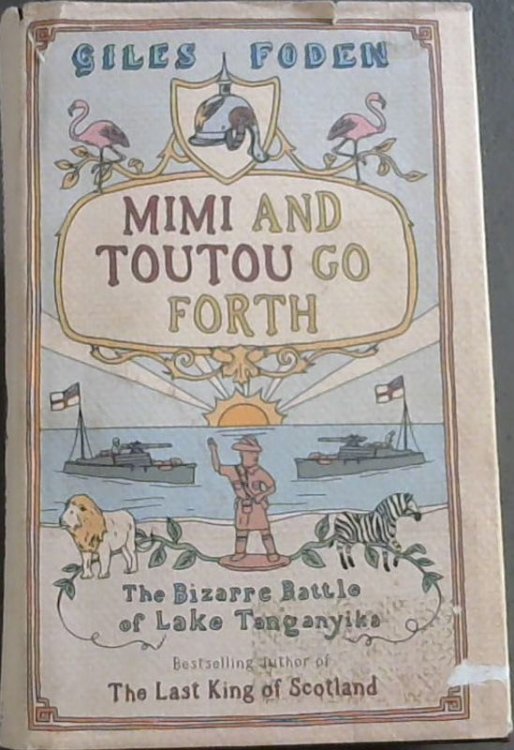 GILES FODEN
MIMI AND
TOUTOU GO
FORTH
The Bizarre Battle
of Lake Tanganyika
Bestselling Author of
The Last King of Scotland